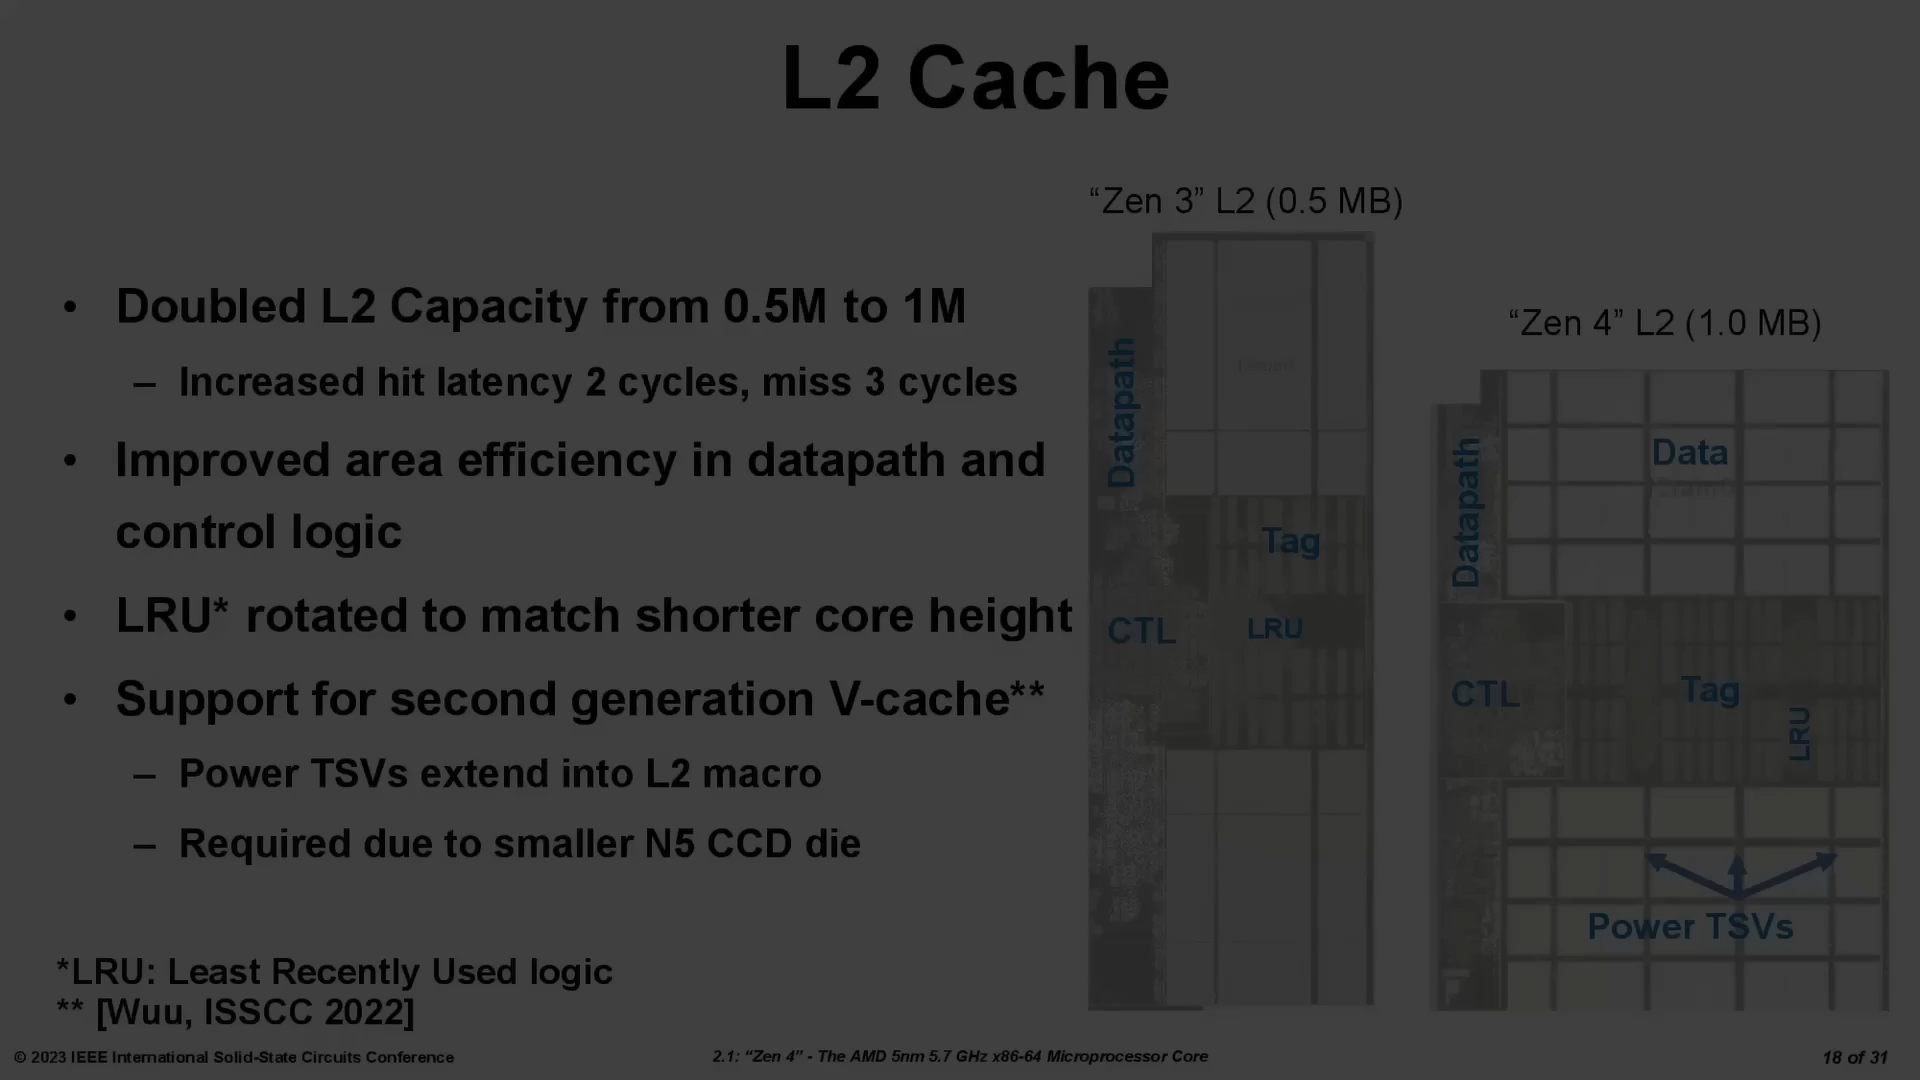 L2 Cache
• Doubled L2 Capacity from 0.5M to 1M
– Increased hit latency 2 cycles, miss 3 cycles
• Improved area efficiency in datapath and
control logic
• LRU* rotated to match shorter core height
• Support for second generation V-cache**
– Power TSVs extend into L2 macro
– Required due to smaller N5 CCD die
*LRU: Least Recently Used logic
** [Wuu, ISSCC 2022]
“Zen 3” L2 (0.5 MB)
Datapath
Tag
CTL
LRU
“Zen 4” L2 (1.0 MB)
Datapath
Data
CTL
Tag
LRU
Power TSVs
© 2023 IEEE International Solid-State Circuits Conference
2.1: “Zen 4” - The AMD 5nm 5.7 GHz x86-64 Microprocessor Core
18 of 31